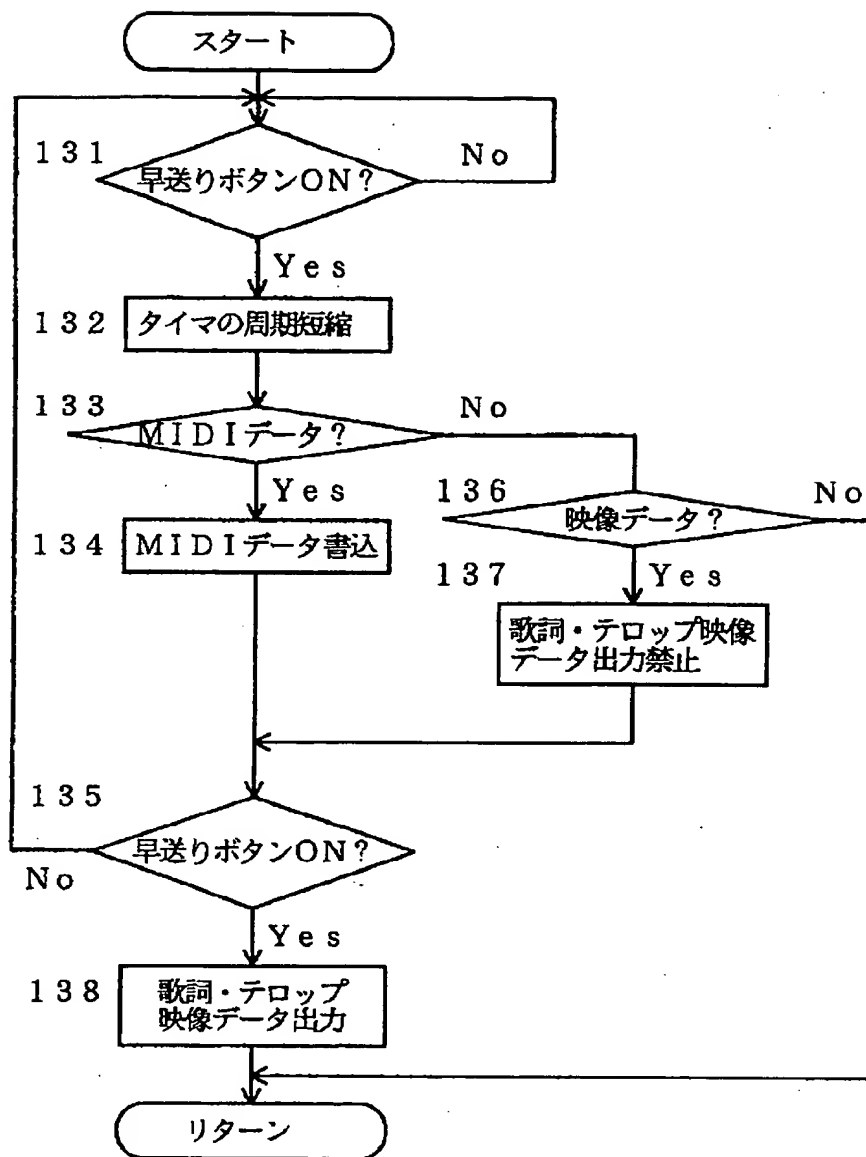 スタート
131
早送りボタンON?
No
Yes
132
タイマの周期短縮
133
MIDIデータ?
No
Yes
134
MIDIデータ書込
136
映像データ?
No
137
Yes
歌詞・テロップ映像
データ出力禁止
135
早送りボタンON?
No
Yes
138
歌詞・テロップ
映像データ出力
リターン